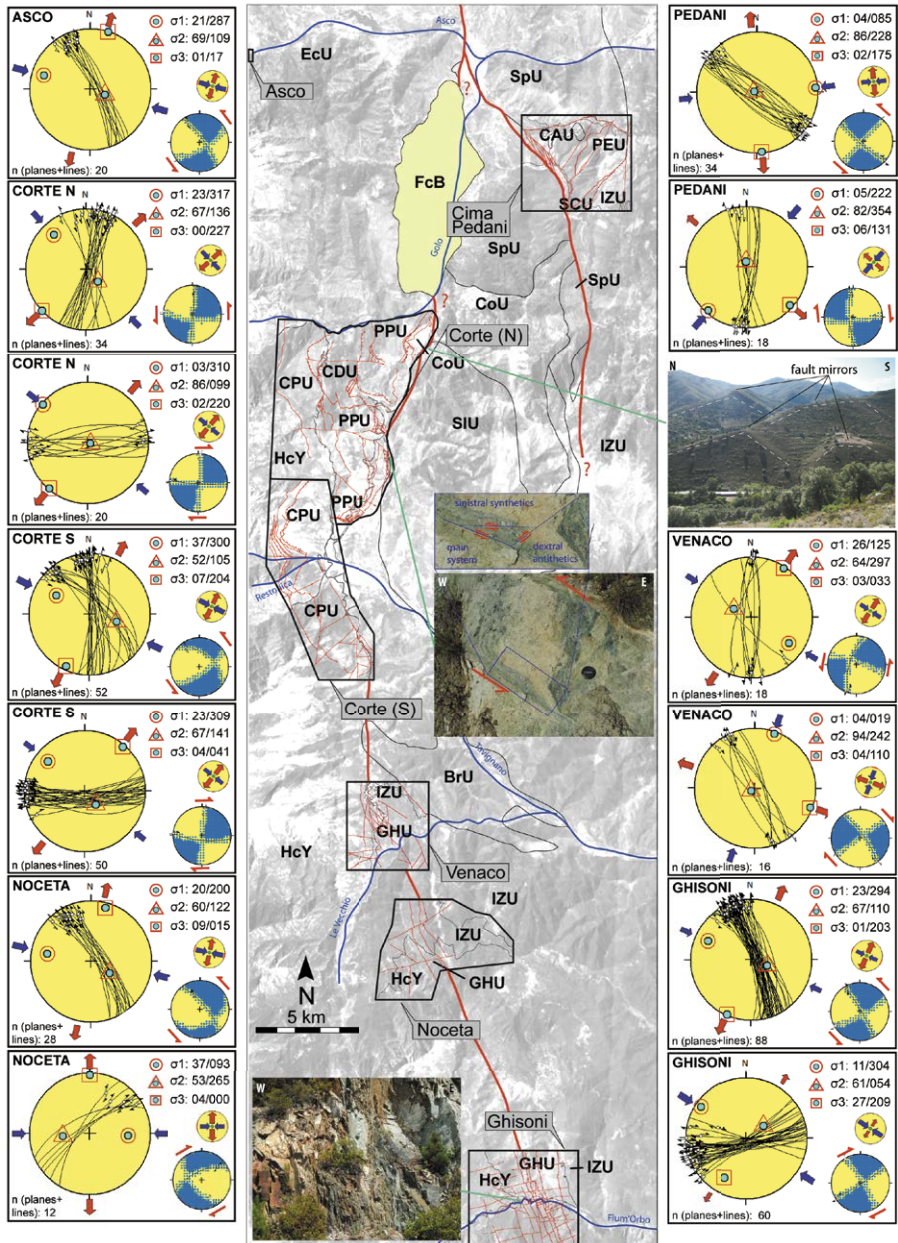 ASCO
N
σ1: 21/287
σ2: 69/109
σ3: 01/17
n (planes+lines): 20
CORTE N
N
σ1: 23/317
σ2: 67/136
σ3: 00/227
n (planes+lines): 34
CORTE N
σ1: 03/310
σ2: 86/099
σ3: 02/220
n (planes+lines): 20
CORTE S
N
σ1: 37/300
σ2: 52/105
σ3: 07/204
n (planes+lines): 52
CORTE S
N
σ1: 23/309
σ2: 67/141
σ3: 04/041
n (planes+lines): 50
NOCETA
N
σ1: 20/200
σ2: 60/122
σ3: 09/015
n (planes+
lines): 28
NOCETA
σ1: 37/093
σ2: 53/265
σ3: 04/000
n (planes+
lines): 12
Asco
EcU
SpU
Asco
?
CAU
PEU
FcB
SCU
IZU
Cima
Pedani
Golo
SpU
SpU
CoU
?
PPU
Corte (N)
CPU
CDU
CoU
PPU
SIU
IZU
HcY
?
PPU
CPU
sinistral synthetics
main
system
dextral
antithetics
Restonica
W
E
CPU
Corte (S)
Tavignano
BrU
IZU
GHU
HcY
Venaco
Le Vecchio
IZU
IZU
HcY
GHU
N
5 km
Noceta
W
Ghisoni
GHU
IZU
HcY
Fium'Orbo
PEDANI
σ1: 04/085
σ2: 86/228
σ3: 02/175
n (planes+
lines): 34
PEDANI
N
σ1: 05/222
σ2: 82/354
σ3: 06/131
n (planes+lines): 18
N
S
fault mirrors
VENACO
N
σ1: 26/125
σ2: 64/297
σ3: 03/033
n (planes+lines): 18
VENACO
N
σ1: 04/019
σ2: 94/242
σ3: 04/110
n (planes+lines): 16
GHISONI
N
σ1: 23/294
σ2: 67/110
σ3: 01/203
n (planes+lines): 88
GHISONI
N
σ1: 11/304
σ2: 61/054
σ3: 27/209
n (planes+lines): 60